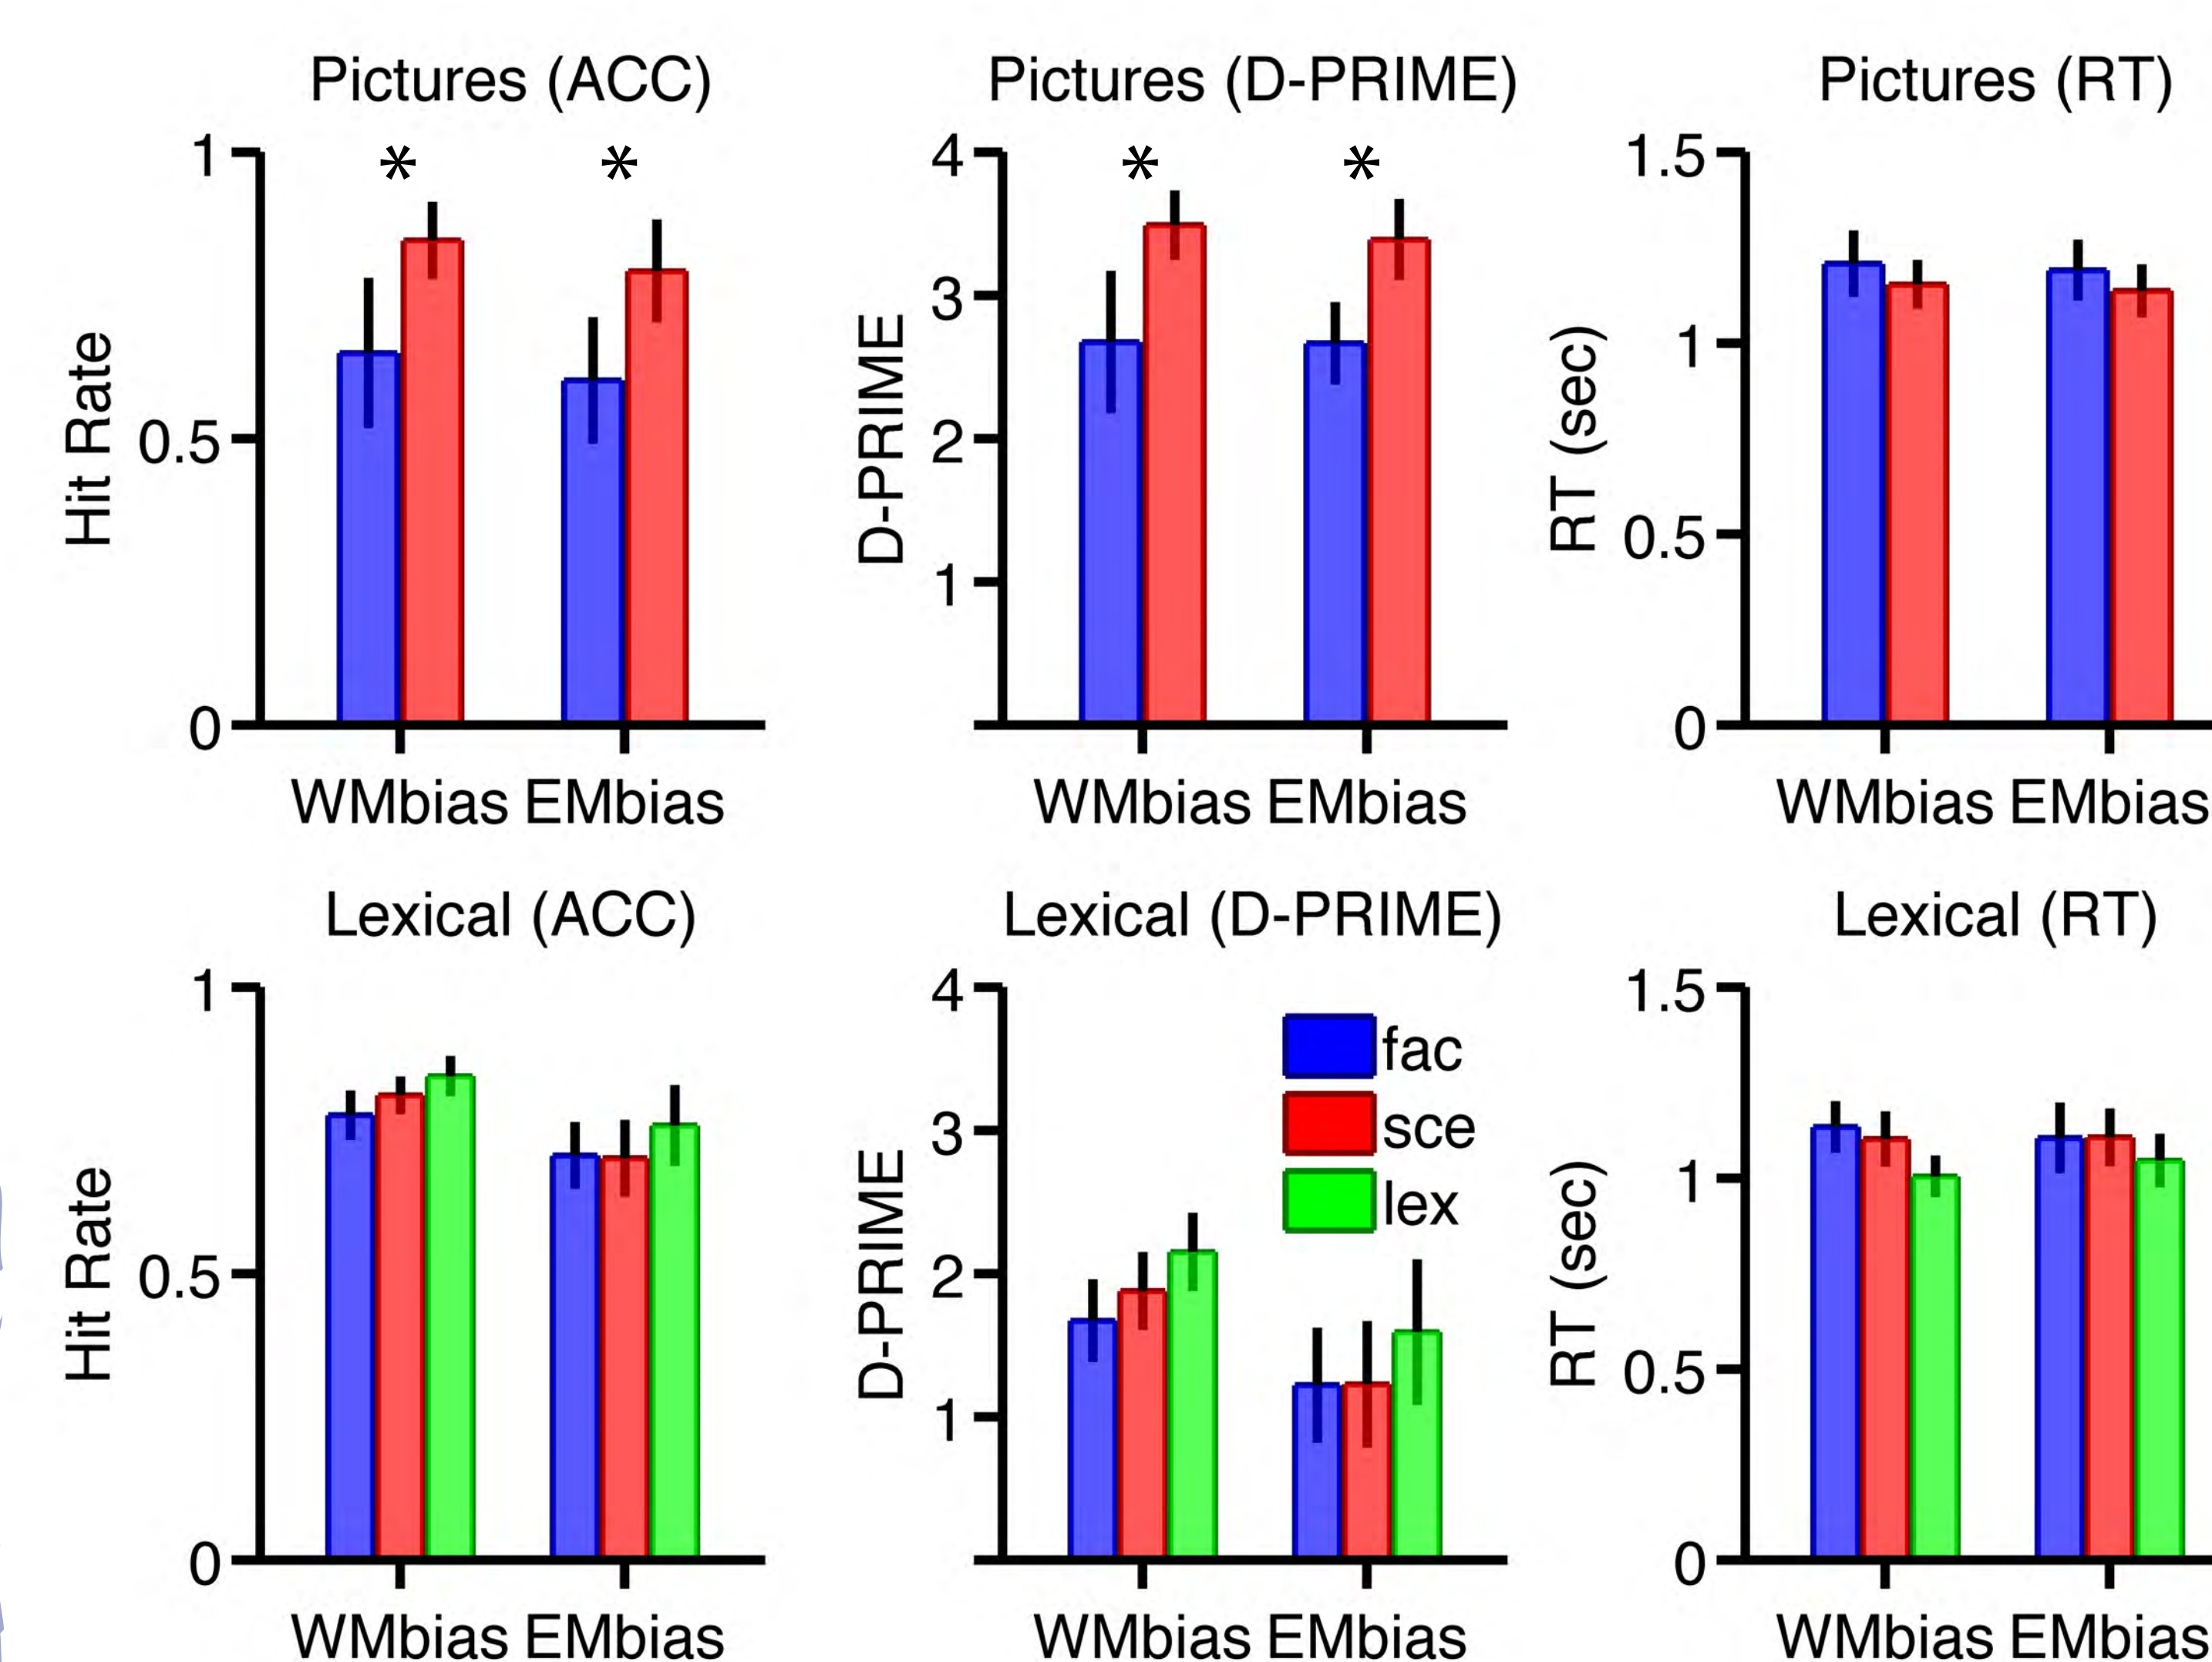 Pictures (ACC)
1
* *
Hit Rate
0.5
0
WMbias EMbias
Pictures (D-PRIME)
4
* *
3
D-PRIME
2
1
WMbias EMbias
Pictures (RT)
1.5
1
RT (sec)
0.5
0
WMbias EMbias
Lexical (ACC)
1
Hit Rate
0.5
0
WMbias EMbias
Lexical (D-PRIME)
4
fac
3
sce
D-PRIME
lex
2
1
WMbias EMbias
Lexical (RT)
1.5
1
RT (sec)
0.5
0
WMbias EMbias